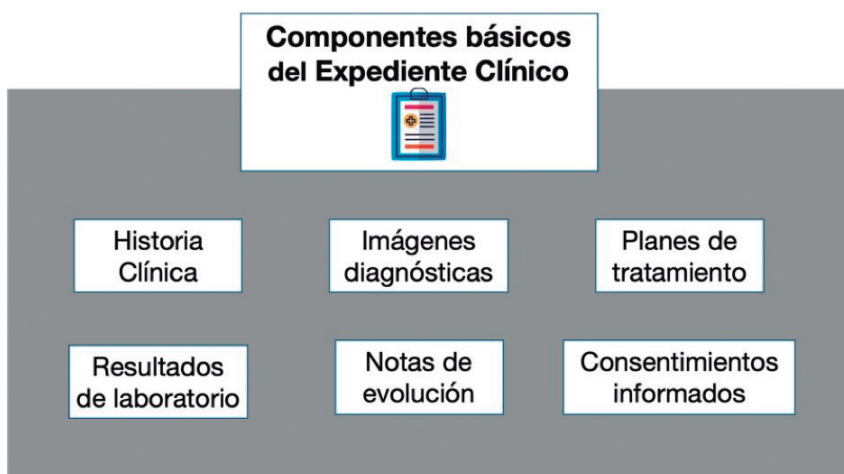 Componentes básicos
del Expediente Clínico
Historia
Clínica
Imágenes
diagnósticas
Planes de
tratamiento
Resultados
de laboratorio
Notas de
evolución
Consentimientos
informados